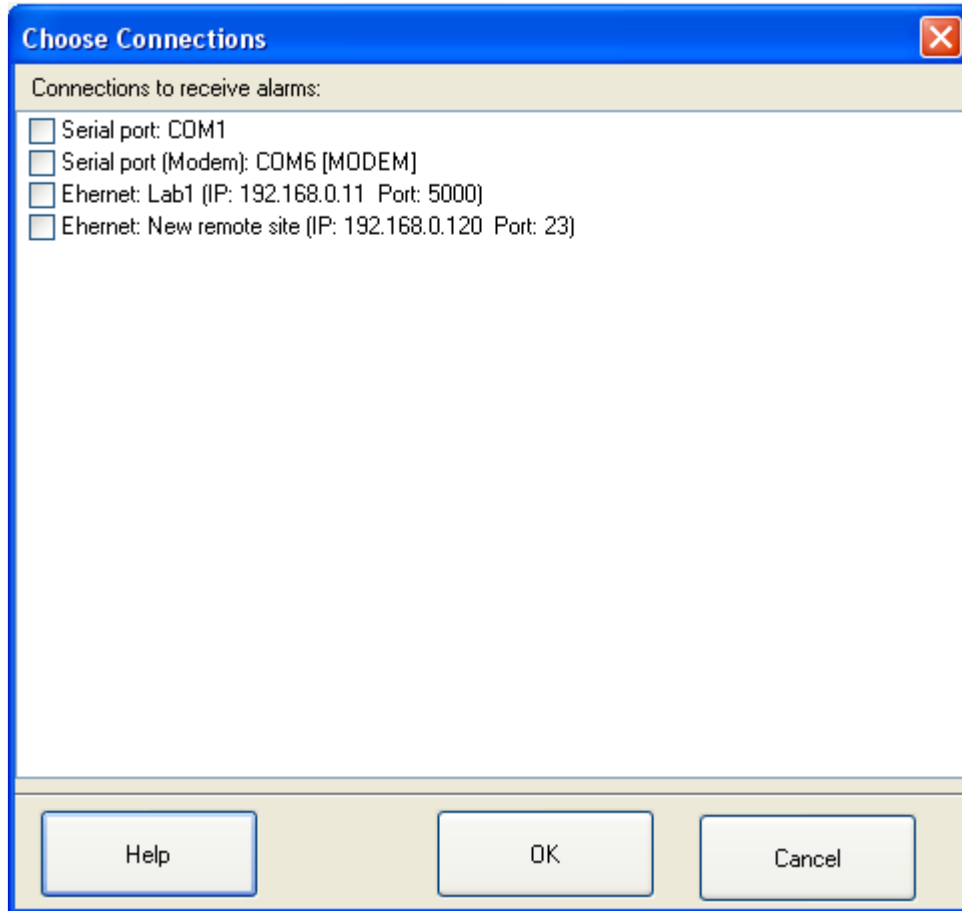 Choose Connections
Connections to receive alarms:
Serial port: COM1
Serial port (Modem): COM6 [MODEM]
Ehernet: Lab1 (IP: 192.168.0.11  Port: 5000)
Ehernet: New remote site (IP: 192.168.0.120  Port: 23)
Help
OK
Cancel